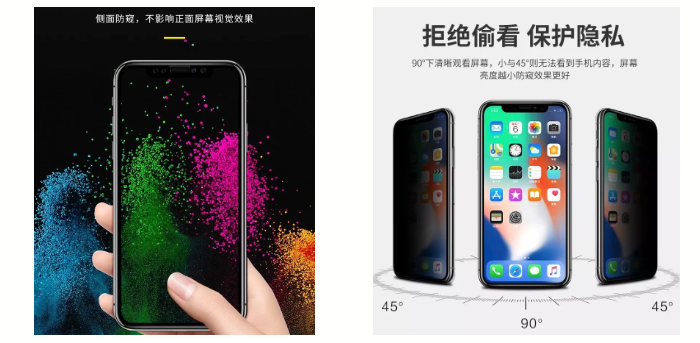 侧面防窥，不影响正面屏幕视觉效果
拒绝偷看 保护隐私
90°下清晰观看屏幕，小与45°则无法看到手机内容，屏幕
亮度越小防窥效果更好
6
45°
90°
45°